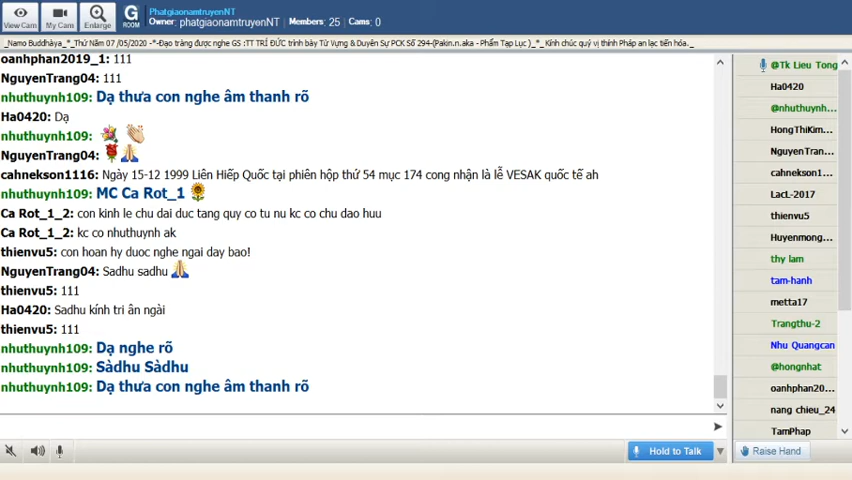 View Cam
My Cam
Enlarge
G
ROOM
PhatgiaonamtruyenNT
Owner: phatgiaonamtruyenNT Members: 25 Cams: 0
_Namo Buddhàya_*_Thứ Năm 07 /05/2020 -*-Đạo tràng được nghe GS :TT TRÍ ĐỨC trình bày Từ Vựng & Duyên Sự PCK Số 294-(Pakin.n.aka - Phẩm Tạp Lục )_*_ Kính chúc quý vị thính Pháp an lạc tiến hóa._
oanhphan2019_1: 111
NguyenTrang04: 111
nhuthuynh109: Dạ thưa con nghe âm thanh rõ
Ha0420: Dạ
nhuthuynh109:
NguyenTrang04:
cahnekson1116: Ngày 15-12 1999 Liên Hiếp Quốc tại phiên hộp thứ 54 mục 174 cong nhận là lễ VESAK quốc tế ah
nhuthuynh109: MC Ca Rot_1
Ca Rot_1_2: con kinh le chu dai duc tang quy co tu nu kc co chu dao huu
Ca Rot_1_2: kc co nhuthuynh ak
thienvu5: con hoan hy duoc nghe ngai day bao!
NguyenTrang04: Sadhu sadhu
thienvu5: 111
Ha0420: Sadhu kính tri ân ngài
thienvu5: 111
nhuthuynh109: Dạ nghe rõ
nhuthuynh109: Sàdhu Sàdhu
nhuthuynh109: Dạ thưa con nghe âm thanh rõ
Hold to Talk
@Tk Lieu Tong
Ha0420
@nhuthuynh...
HongThiKim...
NguyenTran...
cahnekson1...
LacL-2017
thienvu5
Huyenmong...
thy lam
tam-hanh
metta17
Trangthu-2
Nhu Quangcan
@hongnhat
oanhphan20...
nang chieu_24
TamPhap
Raise Hand